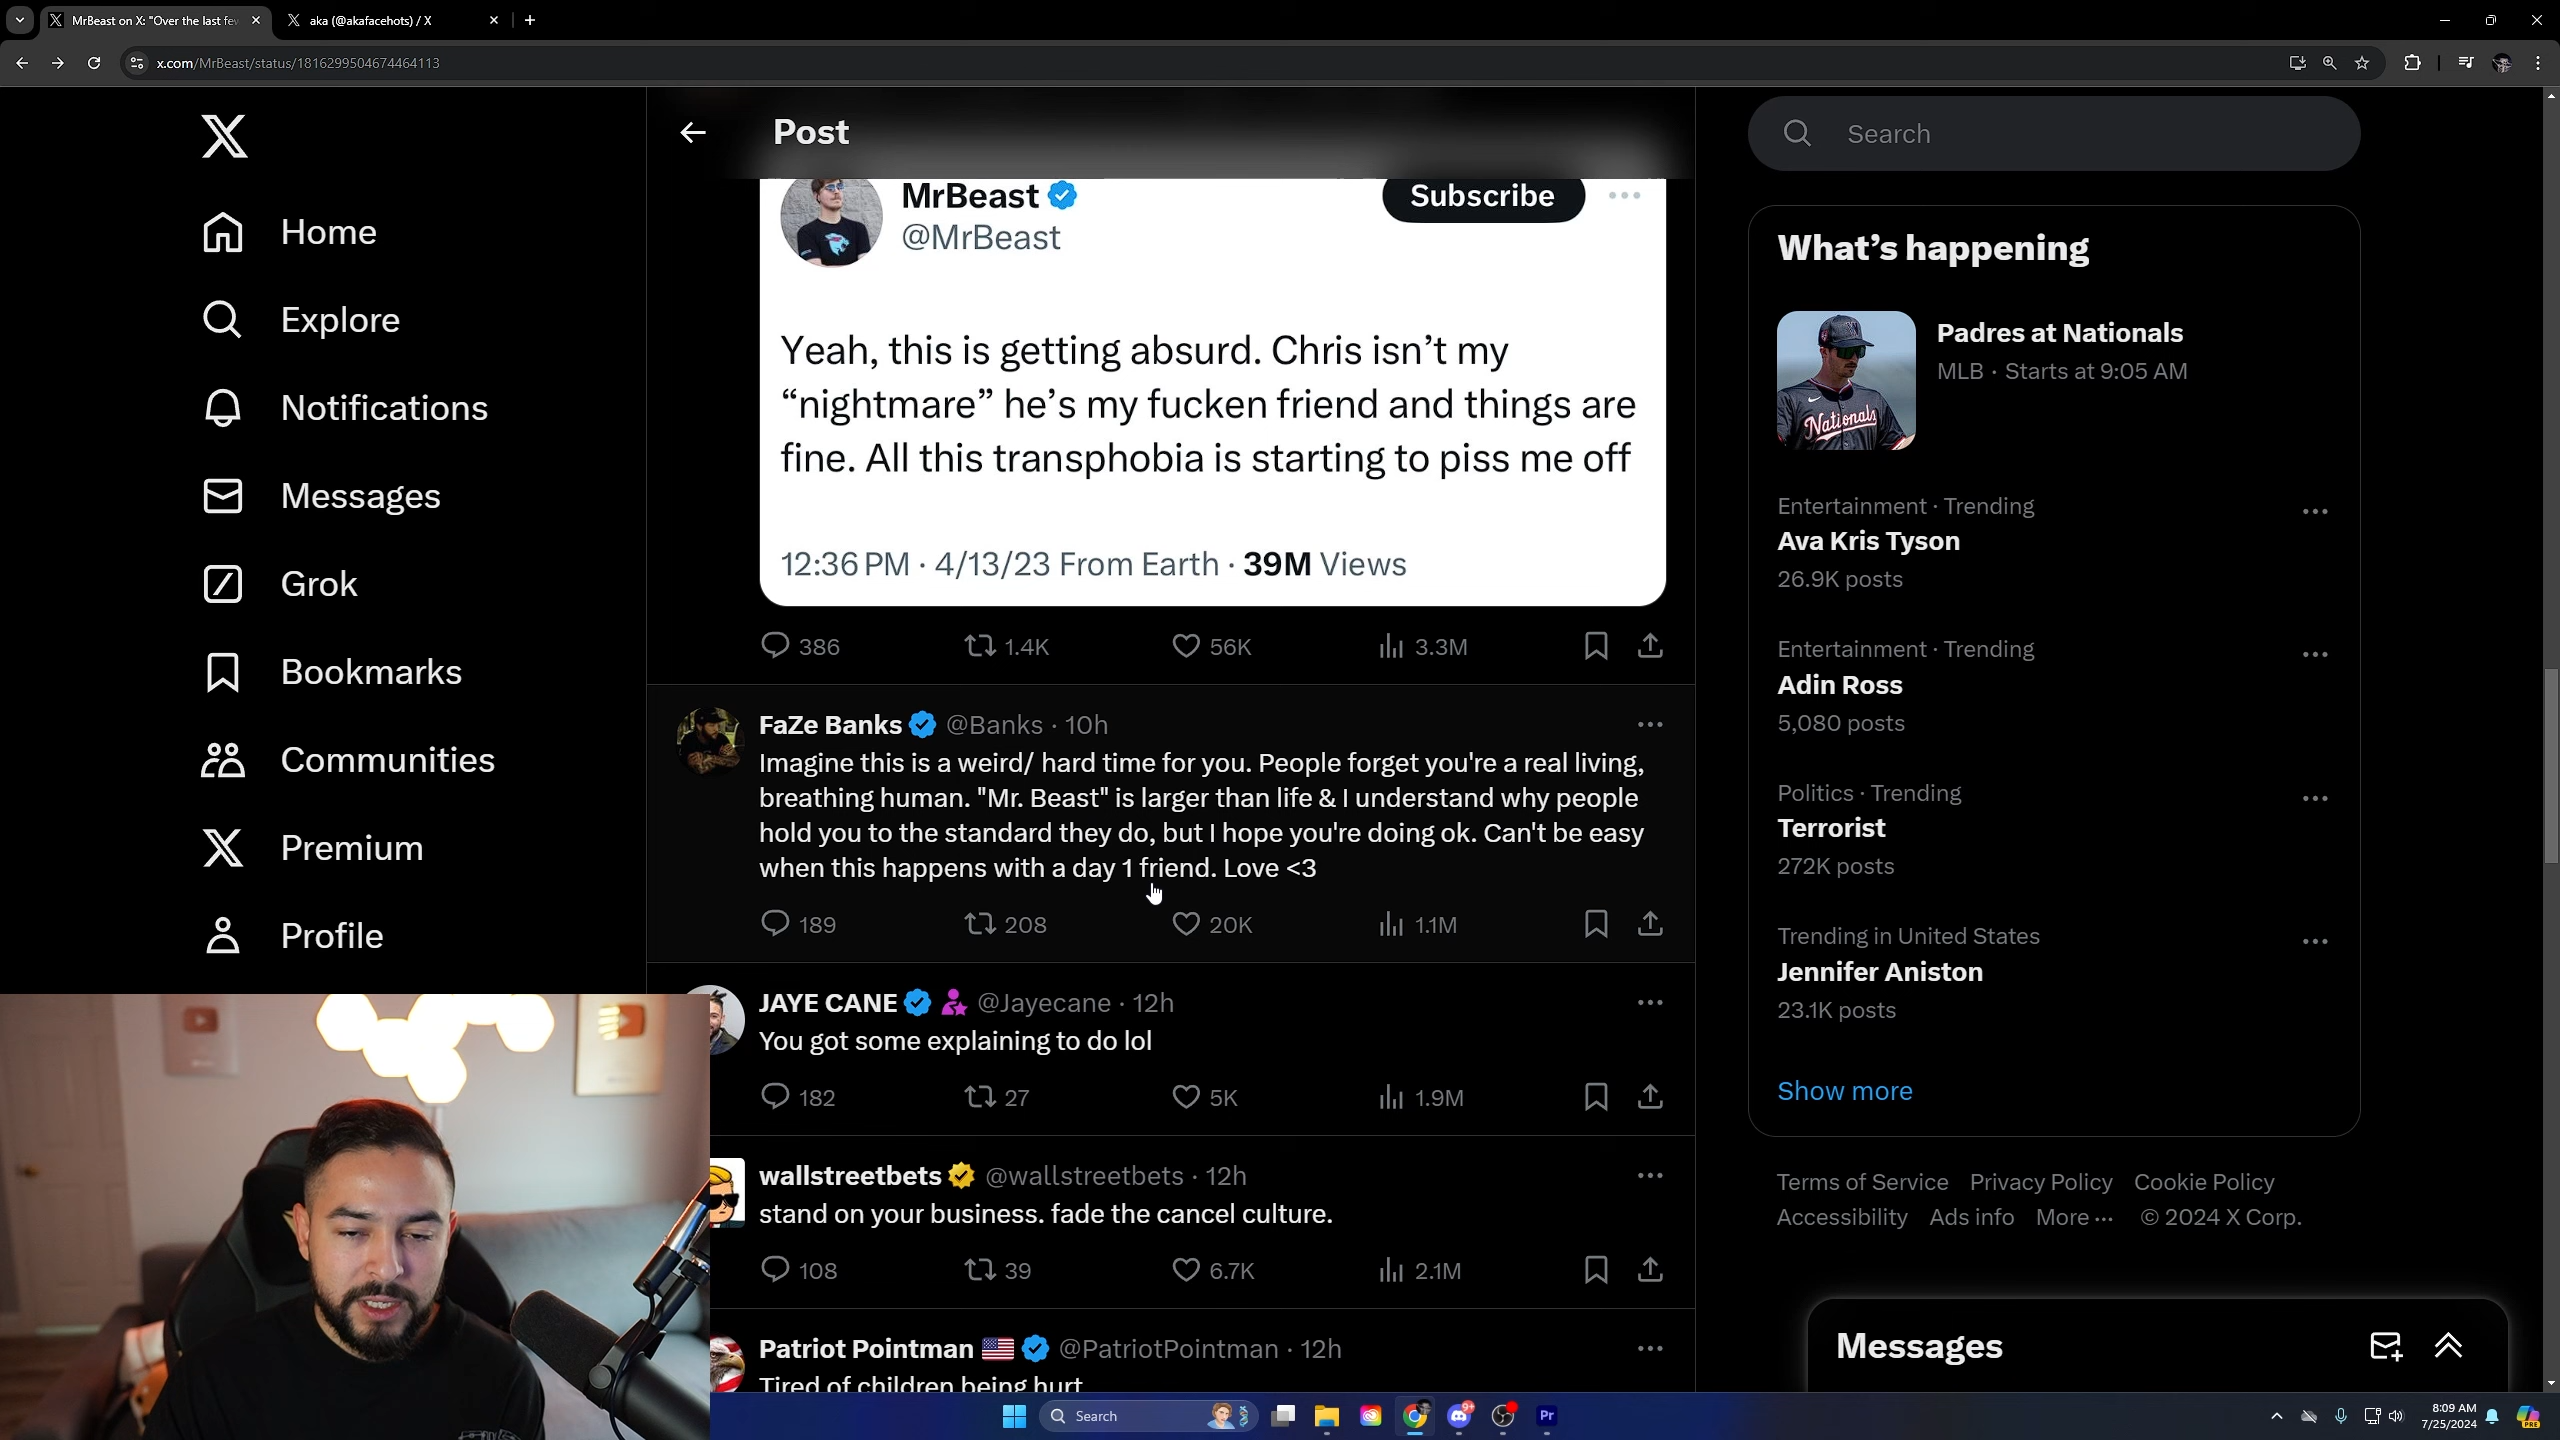 MrBeast on X: "Over the last few
aka (@akafacehots) / X
x.com/MrBeast/status/1816299504674464113
Post
Search
Home
Explore
Notifications
Messages
Grok
Bookmarks
Communities
Premium
Profile
MrBeast
@MrBeast
Subscribe
Yeah, this is getting absurd. Chris isn’t my
“nightmare” he’s my fucken friend and things are
fine. All this transphobia is starting to piss me off
12:36 PM · 4/13/23 From Earth · 39M Views
386 1.4K 56K 3.3M
FaZe Banks @Banks · 10h
Imagine this is a weird/ hard time for you. People forget you're a real living,
breathing human. "Mr. Beast" is larger than life & I understand why people
hold you to the standard they do, but I hope you're doing ok. Can't be easy
when this happens with a day 1 friend. Love <3
189 208 20K 1.1M
JAYE CANE @Jayecane · 12h
You got some explaining to do lol
182 27 5K 1.9M
wallstreetbets @wallstreetbets · 12h
stand on your business. fade the cancel culture.
108 39 6.7K 2.1M
Patriot Pointman @PatriotPointman · 12h
Tired of children being hurt
What’s happening
Nationals
Padres at Nationals
MLB · Starts at 9:05 AM
Entertainment · Trending
Ava Kris Tyson
26.9K posts
Entertainment · Trending
Adin Ross
5,080 posts
Politics · Trending
Terrorist
272K posts
Trending in United States
Jennifer Aniston
23.1K posts
Show more
Terms of Service Privacy Policy Cookie Policy
Accessibility Ads info More ··· © 2024 X Corp.
Messages
Search
9+
Pr
PRE
8:09 AM
7/25/2024